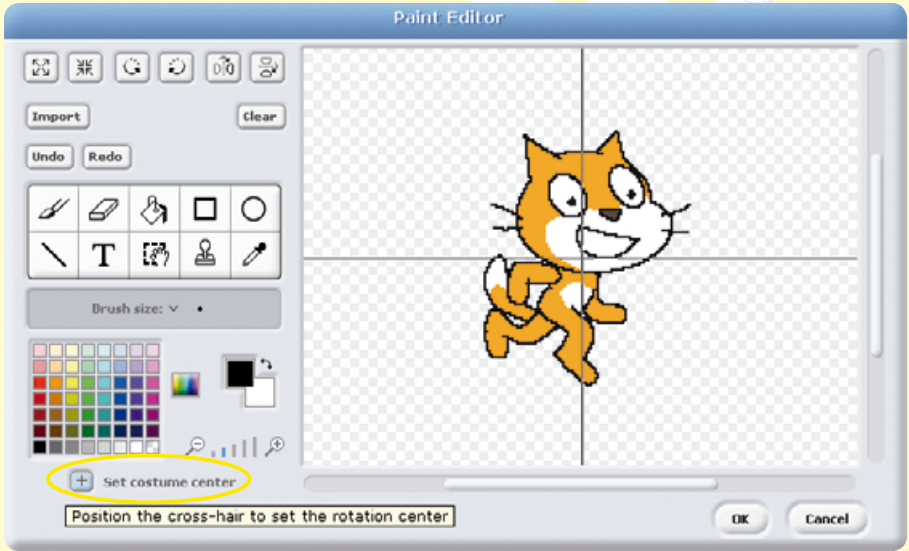 Paint Editor
Import
Clear
Undo
Redo
T
Brush size:
Set costume center
Position the cross-hair to set the rotation center
OK
Cancel